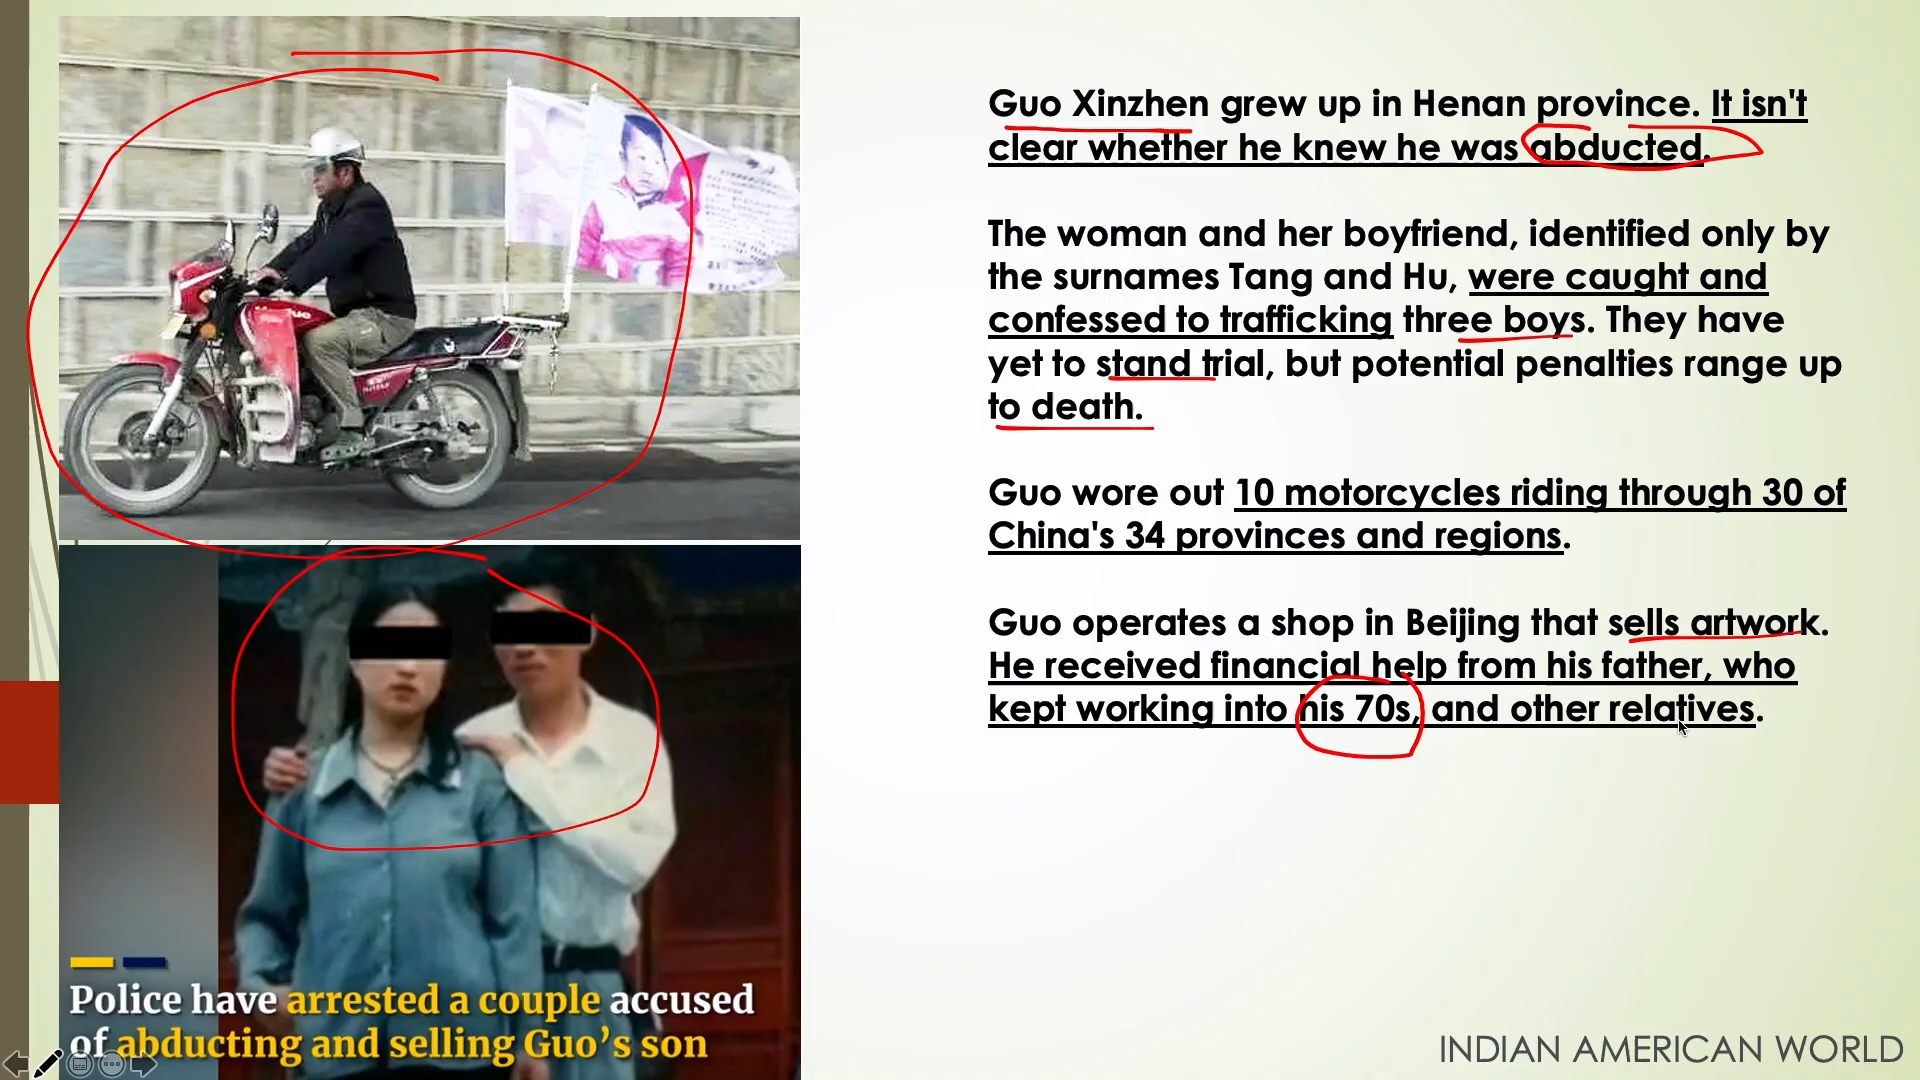 Guo Xinzhen grew up in Henan province. It isn't
clear whether he knew he was abducted.
The woman and her boyfriend, identified only by
the surnames Tang and Hu, were caught and
confessed to trafficking three boys. They have
yet to stand trial, but potential penalties range up
to death.
Guo wore out 10 motorcycles riding through 30 of
China's 34 provinces and regions.
Guo operates a shop in Beijing that sells artwork.
He received financial help from his father, who
kept working into his 70s, and other relatives.
Police have arrested a couple accused
of abducting and selling Guo’s son
INDIAN AMERICAN WORLD